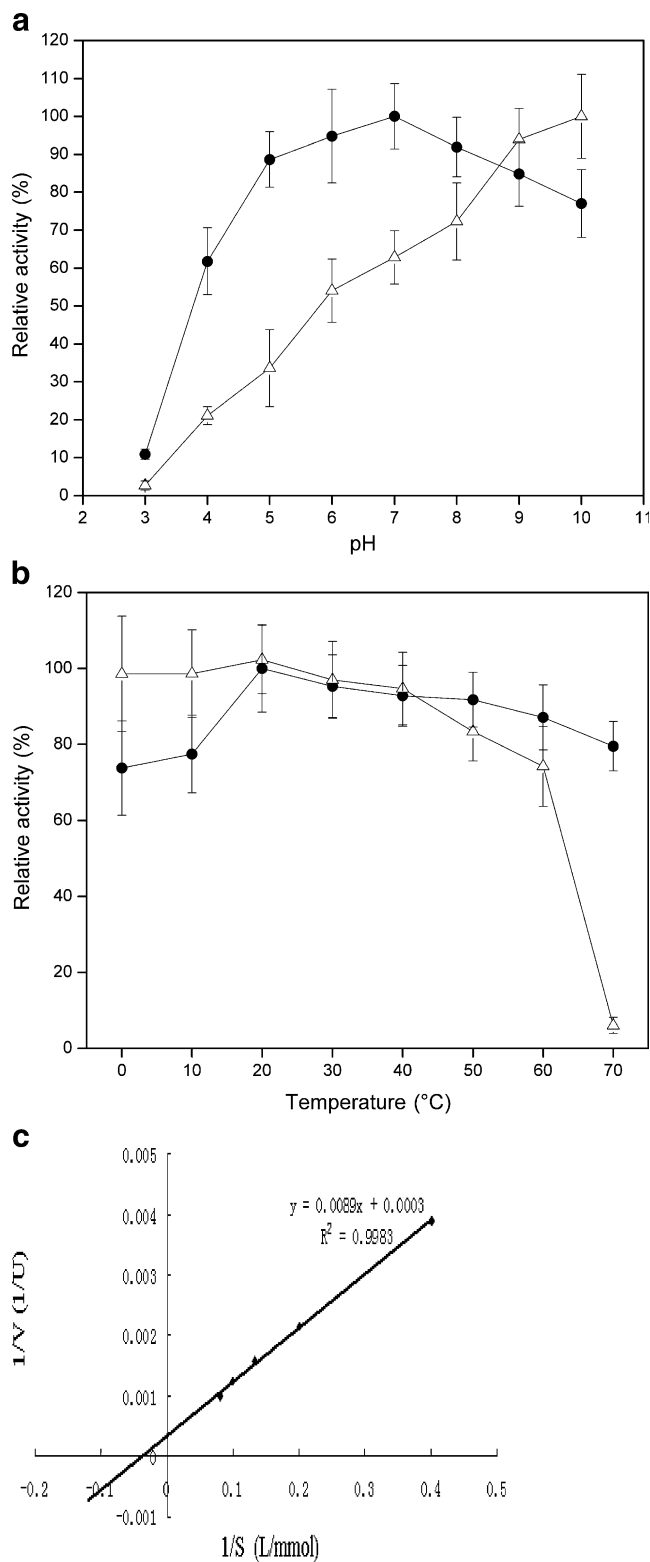 a
120
110
100
90
80
70
60
50
40
30
20
10
0
Relative activity (%)
2 3 4 5 6 7 8 9 10 11
pH
b
120
100
80
60
40
20
0
Relative activity (%)
0 10 20 30 40 50 60 70
Temperature (°C)
c
0.005
0.004
0.003
0.002
0.001
0
-0.001
1/V (1/U)
y = 0.0089x + 0.0003
R² = 0.9983
-0.2 -0.1 0 0.1 0.2 0.3 0.4 0.5
1/S (L/mmol)